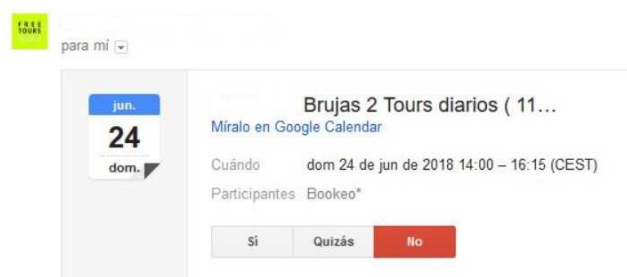 FREE
TOURS
para mí
jun.
24
dom.
Brujas 2 Tours diarios ( 11…
Míralo en Google Calendar
Cuándo dom 24 de jun de 2018 14:00 – 16:15 (CEST)
Participantes Bookeo*
Sí Quizás No